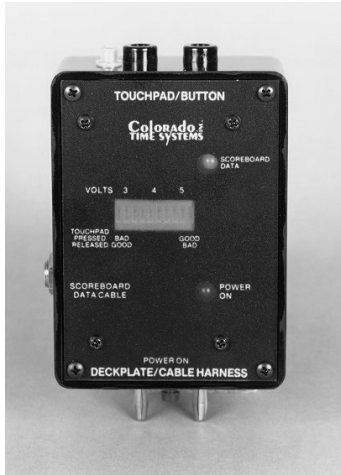 TOUCHPAD/BUTTON
Colorado INC.
TIME SYSTEMS
SCOREBOARD
DATA
VOLTS 3 4 5
TOUCHPAD
PRESSED BAD GOOD
RELEASED GOOD BAD
SCOREBOARD
DATA CABLE
POWER
ON
POWER ON
DECKPLATE/CABLE HARNESS